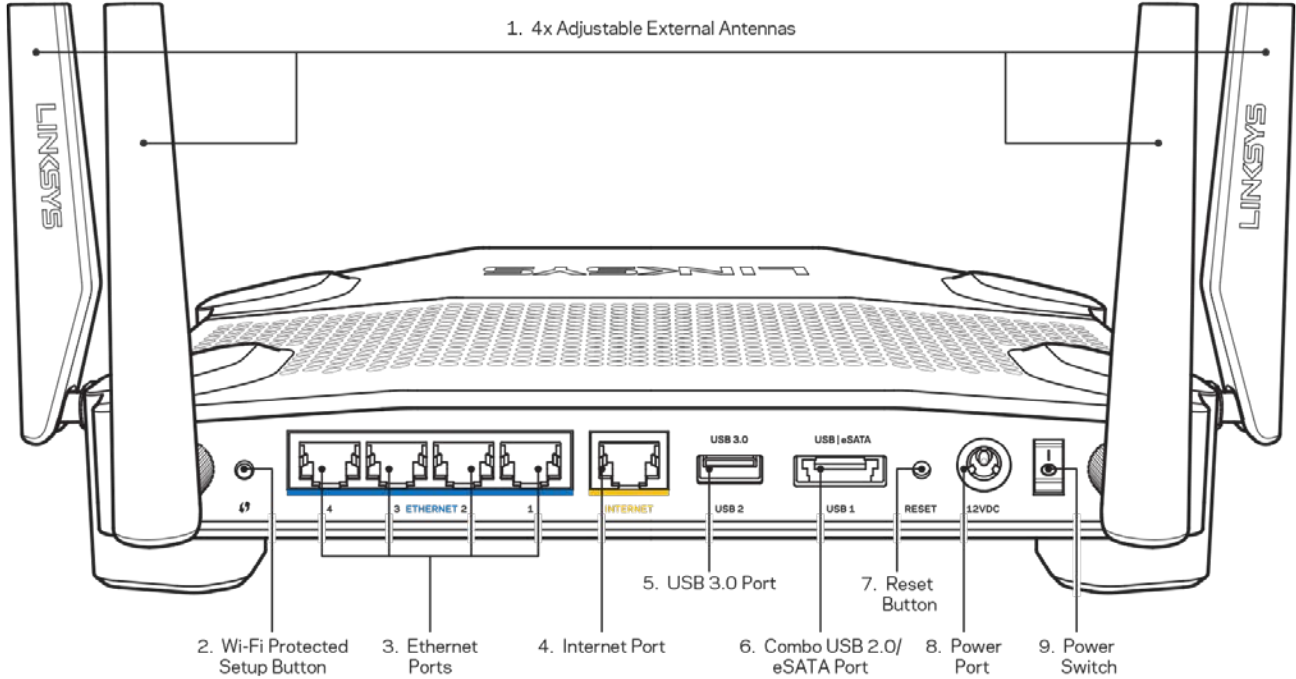 1. 4x Adjustable External Antennas
LINKSYS
LINKSYS
LINKSYS
USB 3.0
USB | eSATA
4
3
ETHERNET
2
1
INTERNET
USB 2
USB 1
RESET
12VDC
5. USB 3.0 Port
7. Reset
Button
2. Wi-Fi Protected
Setup Button
3. Ethernet
Ports
4. Internet Port
6. Combo USB 2.0/
eSATA Port
8. Power
Port
9. Power
Switch